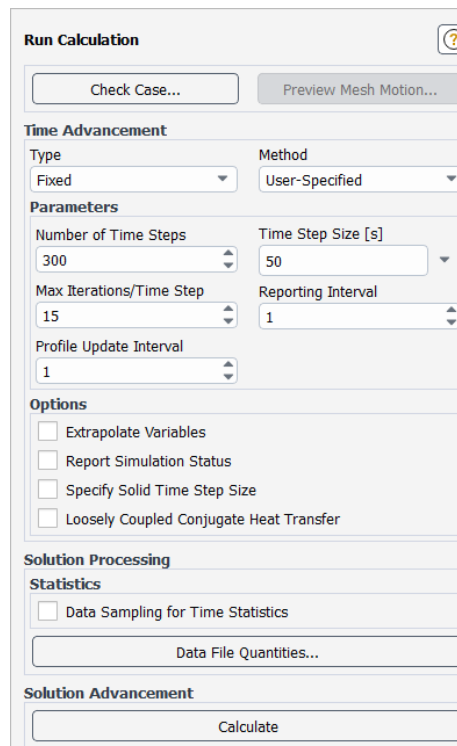 Run Calculation
?
Check Case...
Preview Mesh Motion...
Time Advancement
Type
Method
Fixed
User-Specified
Parameters
Number of Time Steps
Time Step Size [s]
300
50
Max Iterations/Time Step
Reporting Interval
15
1
Profile Update Interval
1
Options
Extrapolate Variables
Report Simulation Status
Specify Solid Time Step Size
Loosely Coupled Conjugate Heat Transfer
Solution Processing
Statistics
Data Sampling for Time Statistics
Data File Quantities...
Solution Advancement
Calculate